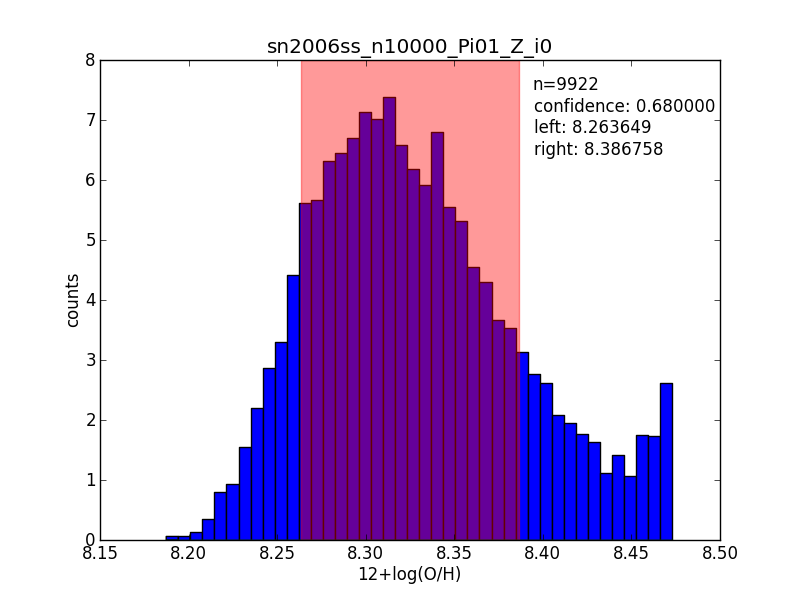 sn2006ss_n10000_Pi01_Z_i0
n=9922
confidence: 0.680000
left: 8.263649
right: 8.386758
counts
8
7
6
5
4
3
2
1
0
8.15 8.20 8.25 8.30 8.35 8.40 8.45 8.50
12+log(O/H)